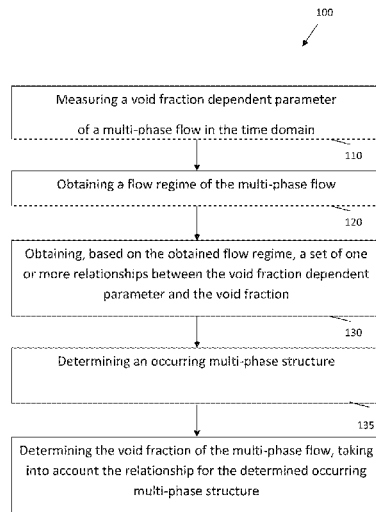 100
Measuring a void fraction dependent parameter
of a multi-phase flow in the time domain
110
Obtaining a flow regime of the multi-phase flow
120
Obtaining, based on the obtained flow regime, a set of one
or more relationships between the void fraction dependent
parameter and the void fraction
130
Determining an occurring multi-phase structure
135
Determining the void fraction of the multi-phase flow, taking
into account the relationship for the determined occurring
multi-phase structure